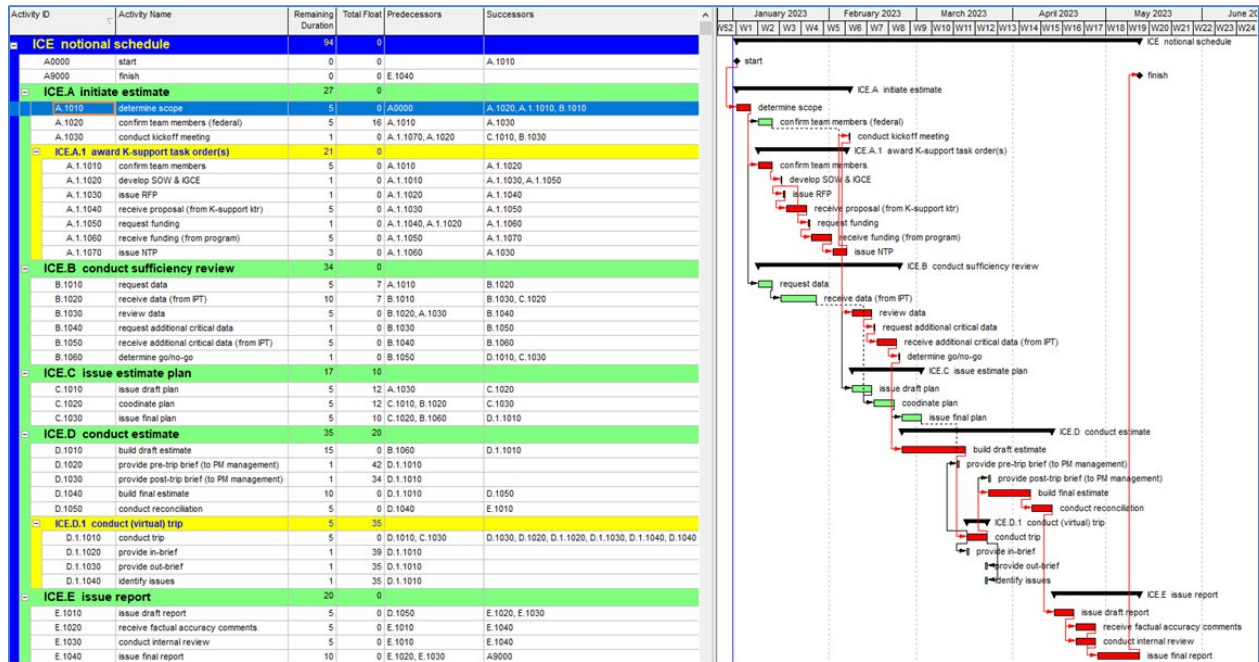 Activity ID Activity Name Remaining Duration Total Float Predecessors Successors
ICE notional schedule 94 0
A0000 start 0 0 A.1010
A9000 finish 0 0 E.1040
ICE.A initiate estimate 27 0
A.1010 determine scope 5 0 A0000 A.1020, A.1.1010, B.1010
A.1020 confirm team members (federal) 5 16 A.1010 A.1030
A.1030 conduct kickoff meeting 1 0 A.1.1070, A.1020 C.1010, B.1030
ICE.A.1 award K-support task order(s) 21 0
A.1.1010 confirm team members 5 0 A.1010 A.1.1020
A.1.1020 develop SOW & IGCE 1 0 A.1.1010 A.1.1030, A.1.1050
A.1.1030 issue RFP 1 0 A.1.1020 A.1.1040
A.1.1040 receive proposal (from K-support ktr) 5 0 A.1.1030 A.1.1050
A.1.1050 request funding 1 0 A.1.1040, A.1.1020 A.1.1060
A.1.1060 receive funding (from program) 5 0 A.1.1050 A.1.1070
A.1.1070 issue NTP 3 0 A.1.1060 A.1030
ICE.B conduct sufficiency review 34 0
B.1010 request data 5 7 A.1010 B.1020
B.1020 receive data (from IPT) 10 7 B.1010 B.1030, C.1020
B.1030 review data 5 0 B.1020, A.1030 B.1040
B.1040 request additional critical data 1 0 B.1030 B.1050
B.1050 receive additional critical data (from IPT) 5 0 B.1040 B.1060
B.1060 determine go/no-go 1 0 B.1050 D.1010, C.1030
ICE.C issue estimate plan 17 10
C.1010 issue draft plan 5 12 A.1030 C.1020
C.1020 coodinate plan 5 12 C.1010, B.1020 C.1030
C.1030 issue final plan 5 10 C.1020, B.1060 D.1.1010
ICE.D conduct estimate 35 20
D.1010 build draft estimate 15 0 B.1060 D.1.1010
D.1020 provide pre-trip brief (to PM management) 1 42 D.1.1010
D.1030 provide post-trip brief (to PM management) 1 34 D.1.1010
D.1040 build final estimate 10 0 D.1.1010 D.1050
D.1050 conduct reconciliation 5 0 D.1040 E.1010
ICE.D.1 conduct (virtual) trip 5 35
D.1.1010 conduct trip 5 0 D.1010, C.1030 D.1030, D.1020, D.1.1020, D.1.1030, D.1.1040, D.1040
D.1.1020 provide in-brief 1 39 D.1.1010
D.1.1030 provide out-brief 1 35 D.1.1010
D.1.1040 identify issues 1 35 D.1.1010
ICE.E issue report 20 0
E.1010 issue draft report 5 0 D.1050 E.1020, E.1030
E.1020 receive factual accuracy comments 5 0 E.1010 E.1040
E.1030 conduct internal review 5 0 E.1010 E.1040
E.1040 issue final report 10 0 E.1020, E.1030 A9000
January 2023 February 2023 March 2023 April 2023 May 2023 June 20
W52 W1 W2 W3 W4 W5 W6 W7 W8 W9 W10 W11 W12 W13 W14 W15 W16 W17 W18 W19 W20 W21 W22 W23 W24
ICE notional schedule
start
finish
ICE.A initiate estimate
determine scope
confirm team members (federal)
conduct kickoff meeting
ICE.A.1 award K-support task order(s)
confirm team members
develop SOW & IGCE
issue RFP
receive proposal (from K-support ktr)
request funding
receive funding (from program)
issue NTP
ICE.B conduct sufficiency review
request data
receive data (from IPT)
review data
request additional critical data
receive additional critical data (from IPT)
determine go/no-go
ICE.C issue estimate plan
issue draft plan
coodinate plan
issue final plan
ICE.D conduct estimate
build draft estimate
provide pre-trip brief (to PM management)
provide post-trip brief (to PM management)
build final estimate
conduct reconciliation
ICE.D.1 conduct (virtual) trip
conduct trip
provide in-brief
provide out-brief
identify issues
ICE.E issue report
issue draft report
receive factual accuracy comments
conduct internal review
issue final report